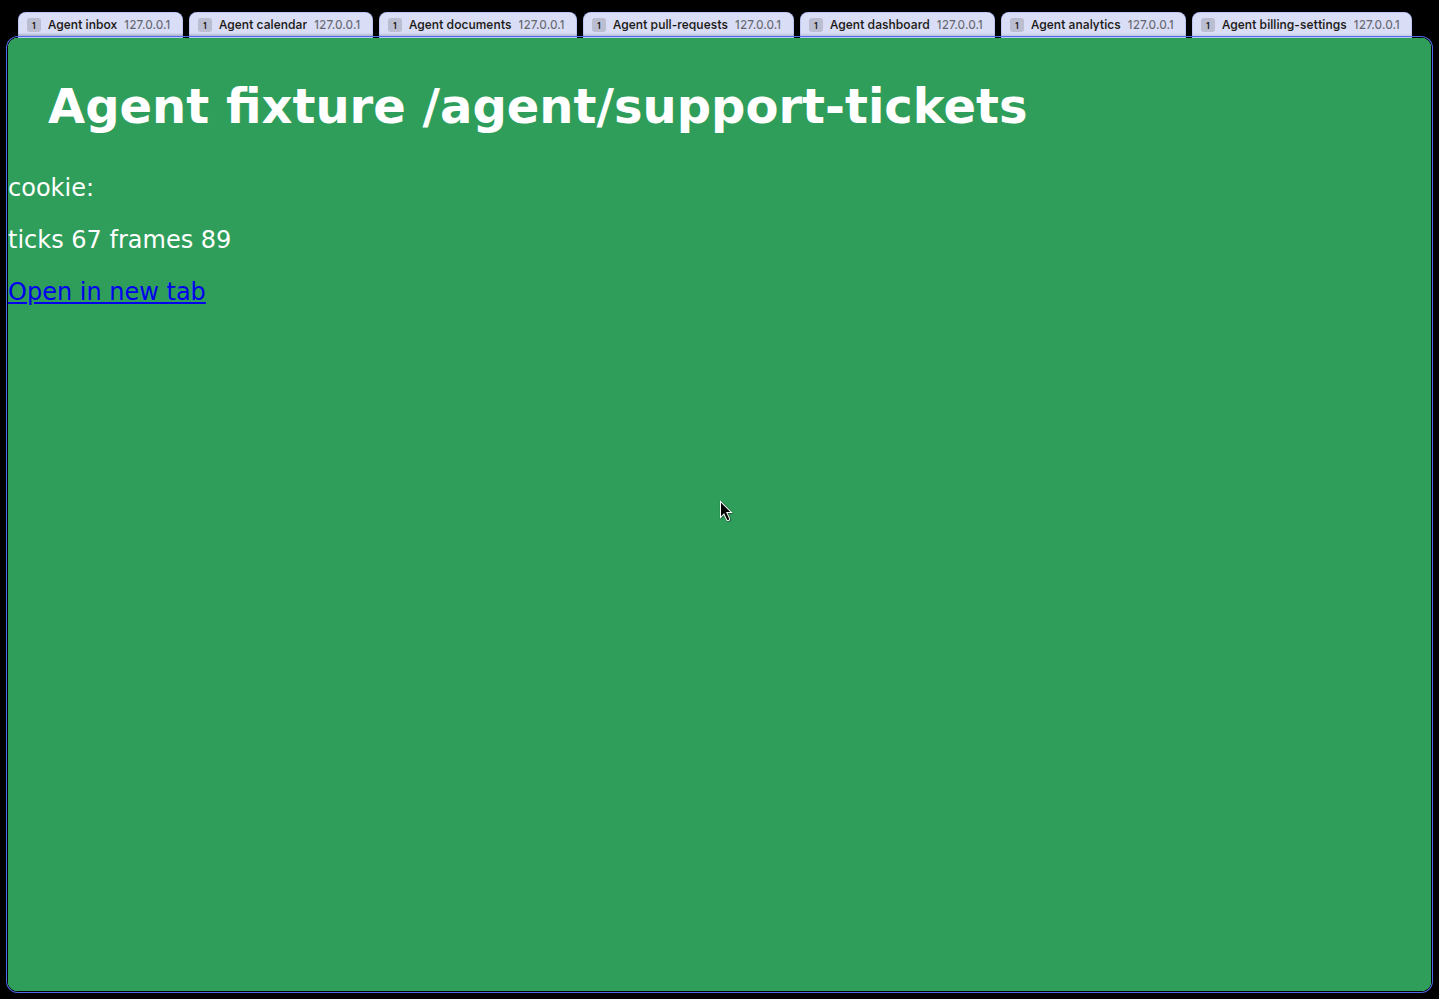 1 Agent inbox 127.0.0.1 1 Agent calendar 127.0.0.1 1 Agent documents 127.0.0.1 1 Agent pull-requests 127.0.0.1 1 Agent dashboard 127.0.0.1 1 Agent analytics 127.0.0.1 1 Agent billing-settings 127.0.0.1
Agent fixture /agent/support-tickets
cookie:
ticks 67 frames 89
Open in new tab